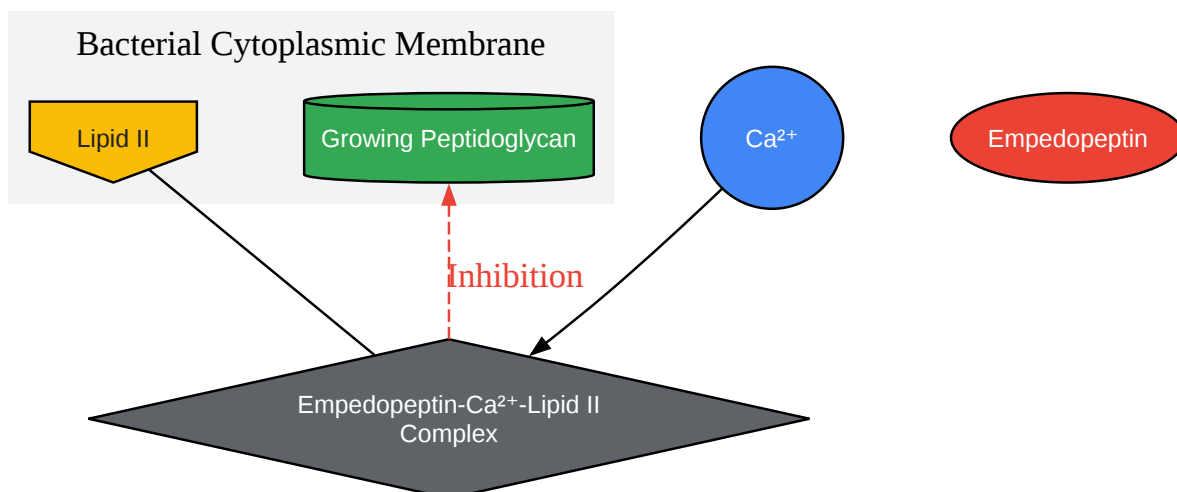 Bacterial Cytoplasmic Membrane
Lipid II
Growing Peptidoglycan
Ca²⁺
Empedopeptin
Inhibition
Empedopeptin-Ca²⁺-Lipid II
Complex